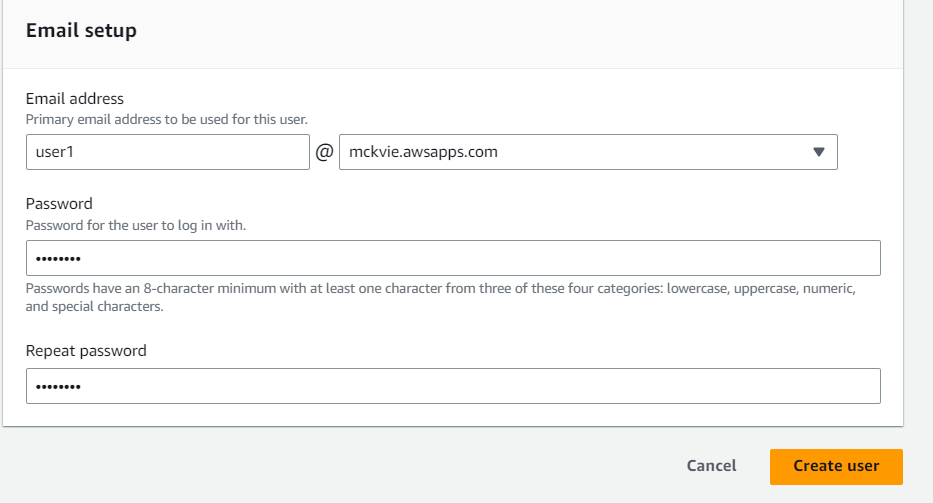 Email setup
Email address
Primary email address to be used for this user.
user1 @ mckvie.awsapps.com
Password
Password for the user to log in with.
••••••••
Passwords have an 8-character minimum with at least one character from three of these four categories: lowercase, uppercase, numeric,
and special characters.
Repeat password
••••••••
Cancel Create user